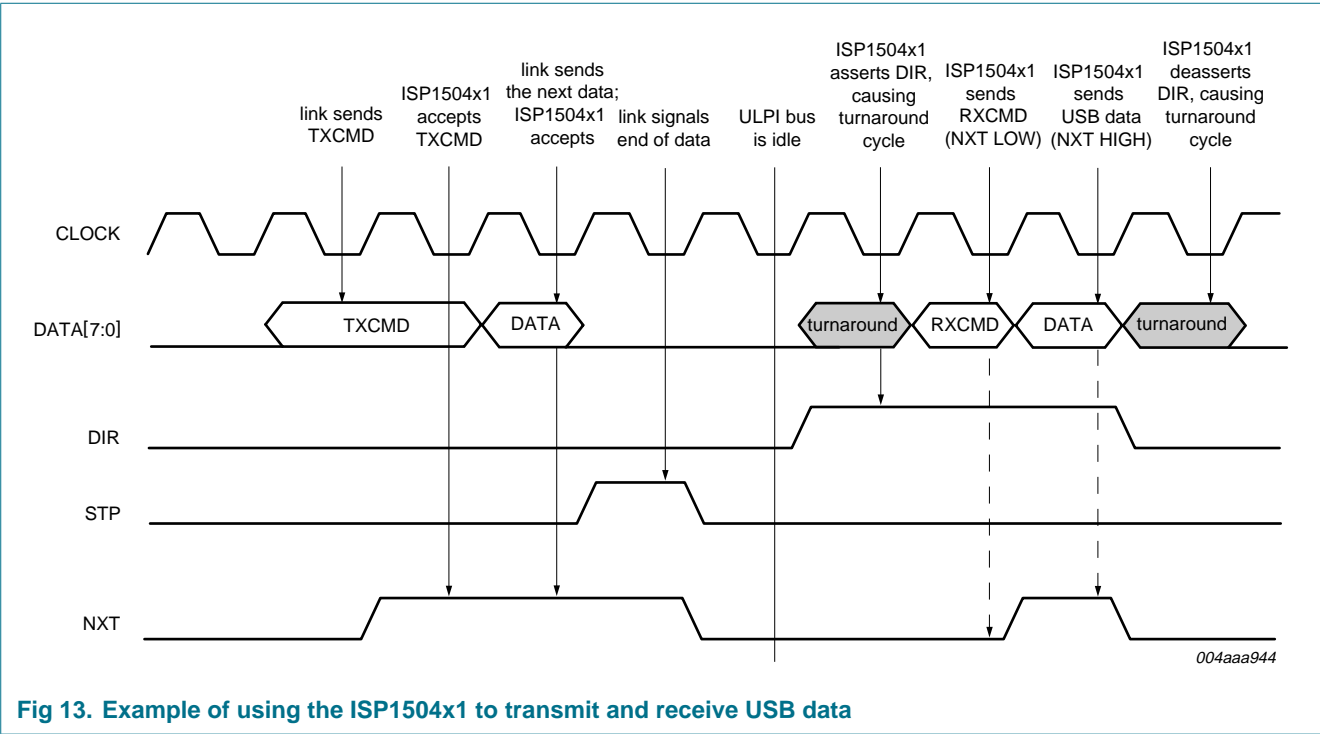 link sends
TXCMD
ISP1504x1
accepts
TXCMD
link sends
the next data;
ISP1504x1
accepts
link signals
end of data
ULPI bus
is idle
ISP1504x1
asserts DIR,
causing
turnaround
cycle
ISP1504x1
sends
RXCMD
(NXT LOW)
ISP1504x1
sends
USB data
(NXT HIGH)
ISP1504x1
deasserts
DIR, causing
turnaround
cycle
CLOCK
DATA[7:0]
TXCMD
DATA
turnaround
RXCMD
DATA
turnaround
DIR
STP
NXT
004aaa944
Fig 13. Example of using the ISP1504x1 to transmit and receive USB data